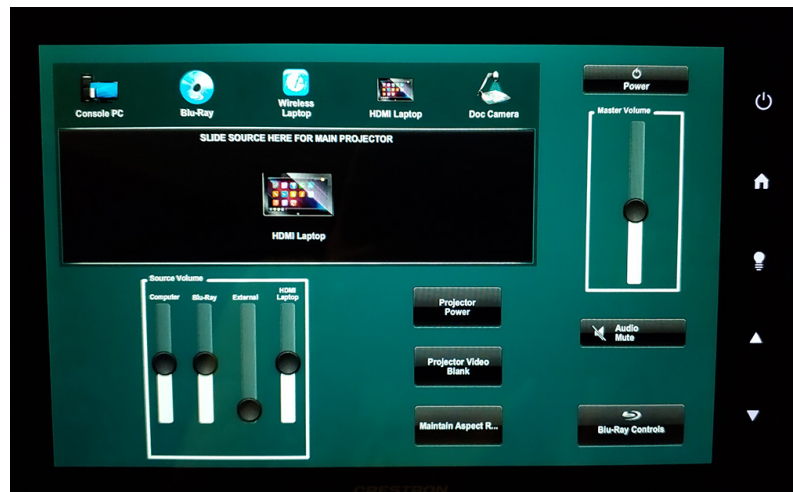 Power
Console PC
Blu-Ray
Wireless
Laptop
HDMI Laptop
Doc Camera
Master Volume
SLIDE SOURCE HERE FOR MAIN PROJECTOR
HDMI Laptop
Source Volume
Computer
Blu-Ray
External
HDMI
Laptop
Projector
Power
Audio
Mute
Projector Video
Blank
Maintain Aspect R...
Blu-Ray Controls
CRESTRON